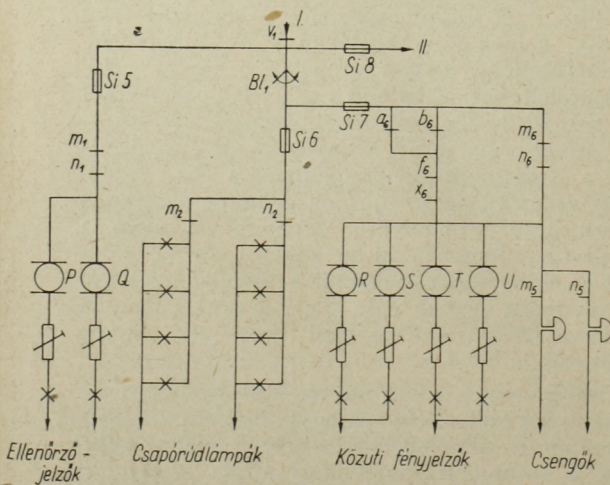 I.
v₁
II.
Si 8
Si 5
Bl₁
Si 7
a₆
b₆
Si 6
m₁
n₁
m₆
n₆
f₆
x₆
m₂
n₂
P
Q
R
S
T
U
m₅
n₅
Ellenőrző -
jelzők
Csapórúdlámpák
Közúti fényjelzők
Csengők